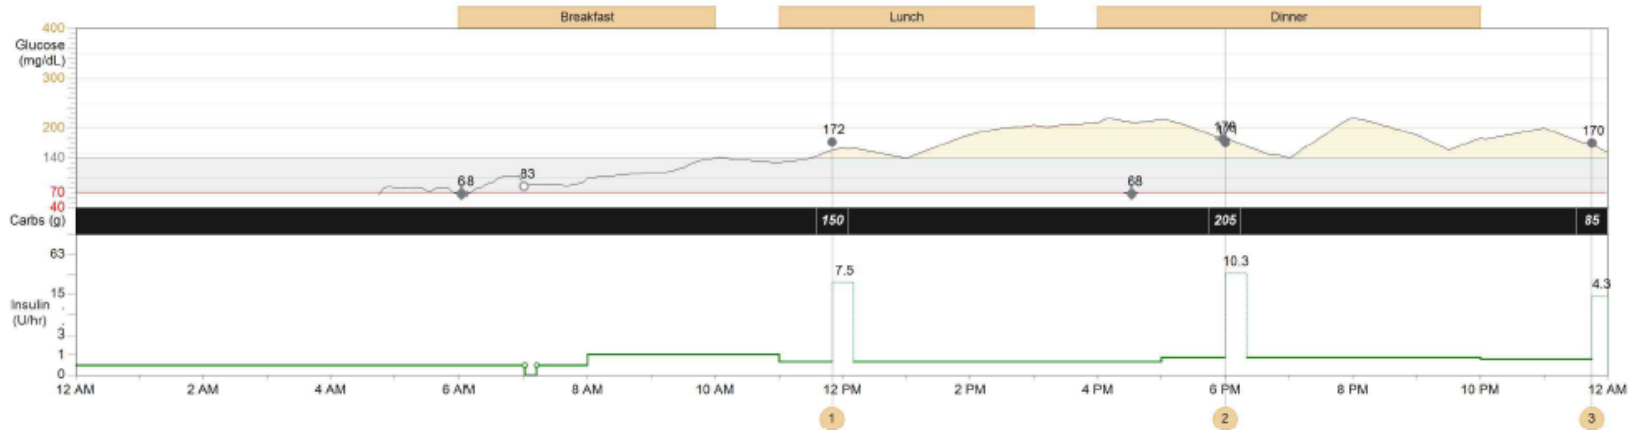 Breakfast Lunch Dinner
400
Glucose
(mg/dL)
300
200
172 170
140
68 83 68
70
40
Carbs (g) 150 205 85
63
7.5 10.3 4.3
15
Insulin
(U/hr)
3
1
0
12 AM 2 AM 4 AM 6 AM 8 AM 10 AM 12 PM 2 PM 4 PM 6 PM 8 PM 10 PM 12 AM
1 2 3